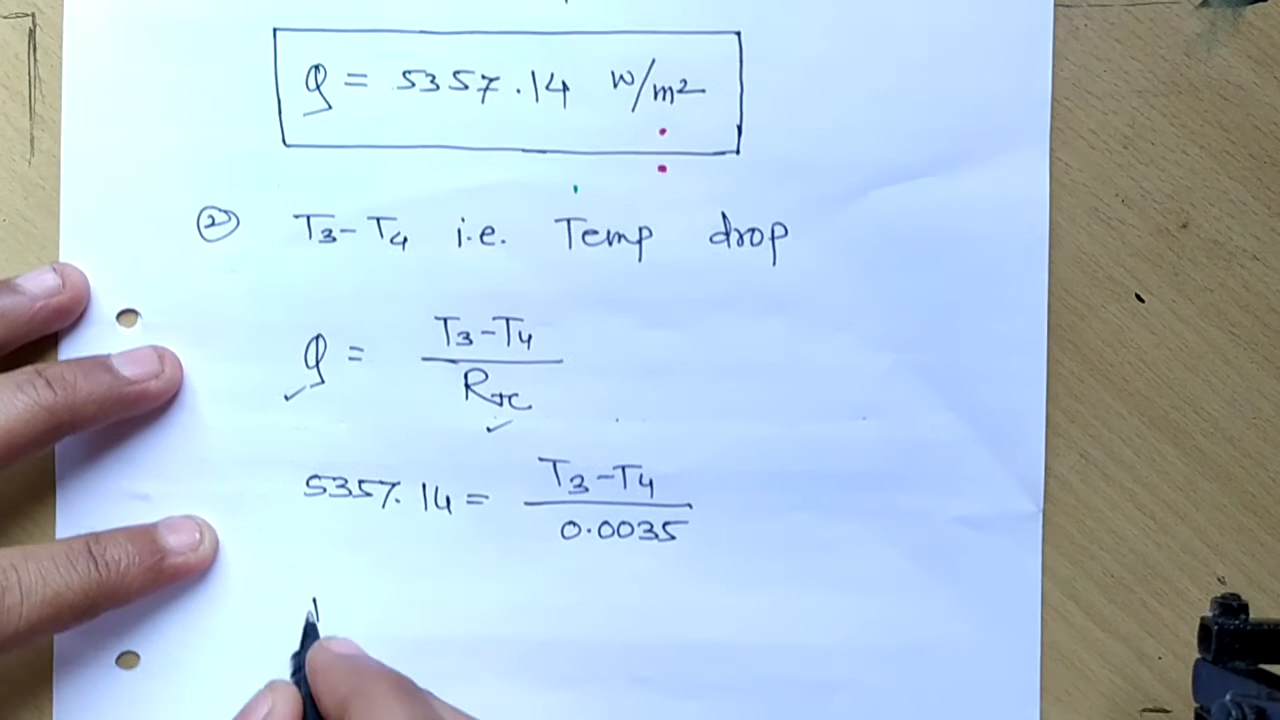 Q = 5357.14 W/m²
② T₃-T₄ i.e. Temp drop
Q = T₃-T₄
R_TC
5357.14 = T₃-T₄
0.0035